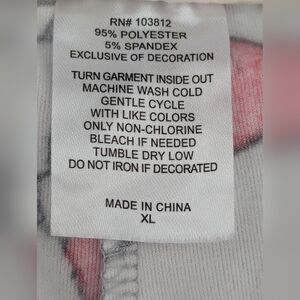 RN# 103812
95% POLYESTER
5% SPANDEX
EXCLUSIVE OF DECORATION
TURN GARMENT INSIDE OUT
MACHINE WASH COLD
GENTLE CYCLE
WITH LIKE COLORS
ONLY NON-CHLORINE
BLEACH IF NEEDED
TUMBLE DRY LOW
DO NOT IRON IF DECORATED
MADE IN CHINA
XL